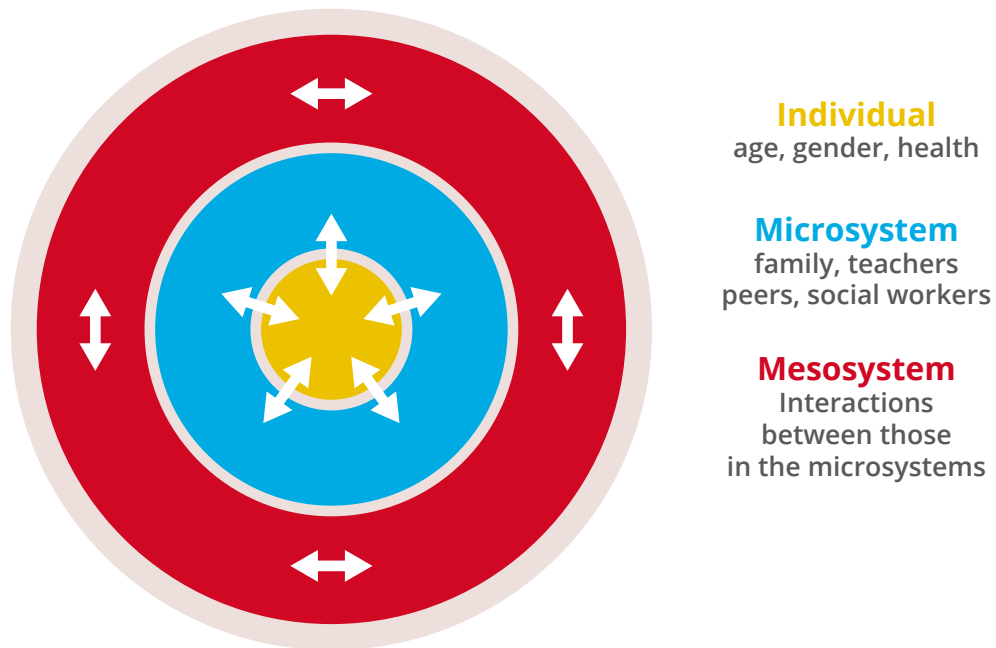 Individual
age, gender, health
Microsystem
family, teachers
peers, social workers
Mesosystem
Interactions
between those
in the microsystems